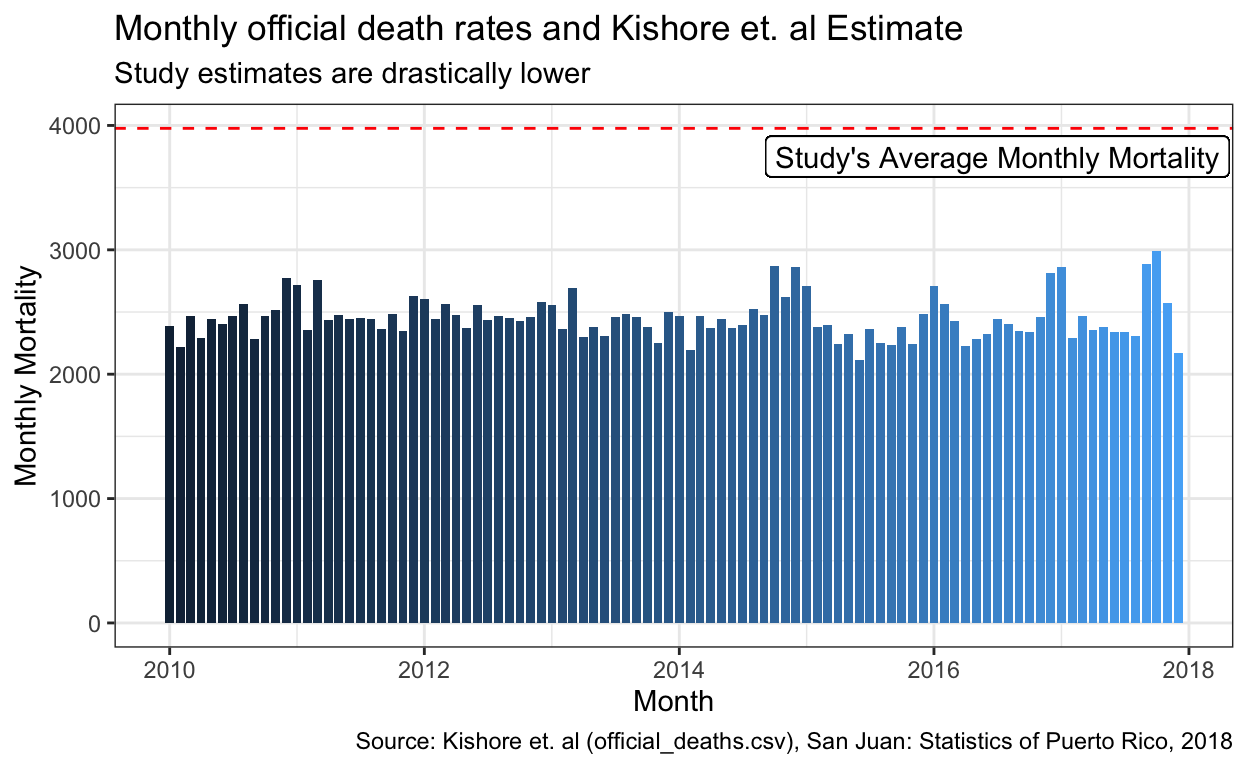 Monthly official death rates and Kishore et. al Estimate
Study estimates are drastically lower
4000
Study's Average Monthly Mortality
3000
2000
1000
0
Monthly Mortality
2010 2012 2014 2016 2018
Month
Source: Kishore et. al (official_deaths.csv), San Juan: Statistics of Puerto Rico, 2018